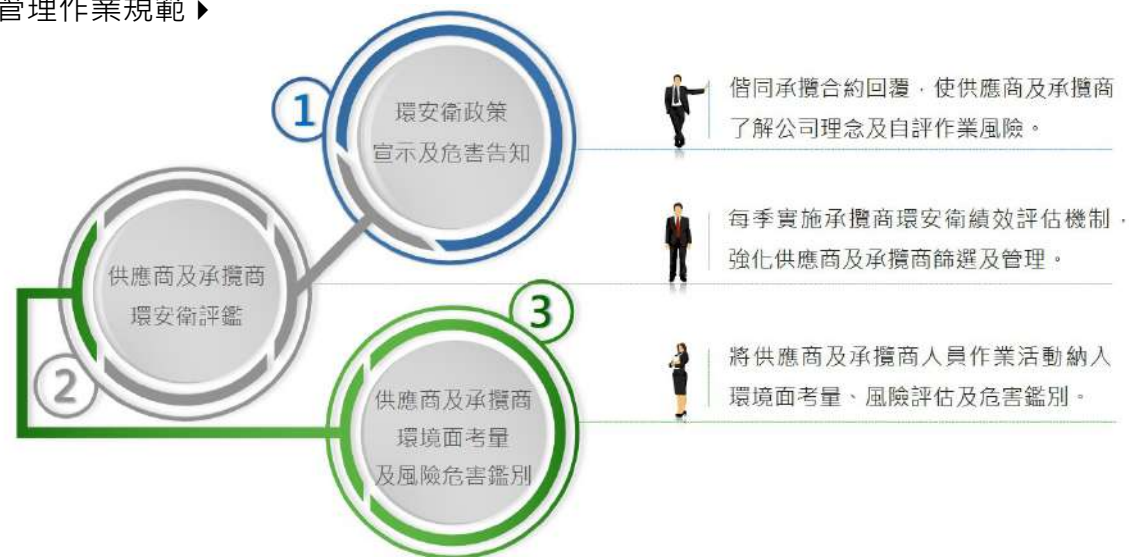 管理作業規範▶
1
環安衛政策
宣示及危害告知
偕同承攬合約回覆，使供應商及承攬商
了解公司理念及自評作業風險。
2
供應商及承攬商
環安衛評鑑
每季實施承攬商環安衛績效評估機制，
強化供應商及承攬商篩選及管理。
3
供應商及承攬商
環境面考量
及風險危害鑑別
將供應商及承攬商人員作業活動納入
環境面考量、風險評估及危害鑑別。